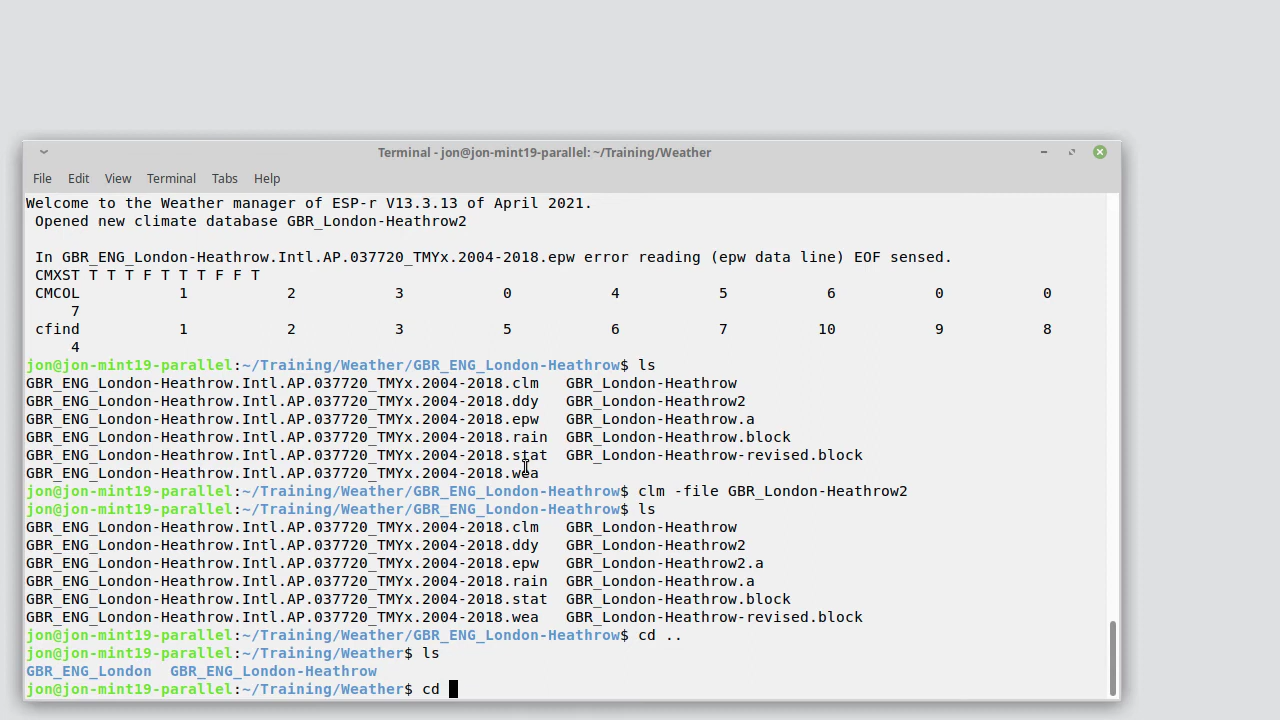 Terminal - jon@jon-mint19-parallel: ~/Training/Weather
File Edit View Terminal Tabs Help
Welcome to the Weather manager of ESP-r V13.3.13 of April 2021.
Opened new climate database GBR_London-Heathrow2
In GBR_ENG_London-Heathrow.Intl.AP.037720_TMYx.2004-2018.epw error reading (epw data line) EOF sensed.
CMXST T T T F T T T F F T
CMCOL 1 2 3 0 4 5 6 0 0
7
cfind 1 2 3 5 6 7 10 9 8
4
jon@jon-mint19-parallel:~/Training/Weather/GBR_ENG_London-Heathrow$ ls
GBR_ENG_London-Heathrow.Intl.AP.037720_TMYx.2004-2018.clm GBR_London-Heathrow
GBR_ENG_London-Heathrow.Intl.AP.037720_TMYx.2004-2018.ddy GBR_London-Heathrow2
GBR_ENG_London-Heathrow.Intl.AP.037720_TMYx.2004-2018.epw GBR_London-Heathrow.a
GBR_ENG_London-Heathrow.Intl.AP.037720_TMYx.2004-2018.rain GBR_London-Heathrow.block
GBR_ENG_London-Heathrow.Intl.AP.037720_TMYx.2004-2018.stat GBR_London-Heathrow-revised.block
GBR_ENG_London-Heathrow.Intl.AP.037720_TMYx.2004-2018.wea
jon@jon-mint19-parallel:~/Training/Weather/GBR_ENG_London-Heathrow$ clm -file GBR_London-Heathrow2
jon@jon-mint19-parallel:~/Training/Weather/GBR_ENG_London-Heathrow$ ls
GBR_ENG_London-Heathrow.Intl.AP.037720_TMYx.2004-2018.clm GBR_London-Heathrow
GBR_ENG_London-Heathrow.Intl.AP.037720_TMYx.2004-2018.ddy GBR_London-Heathrow2
GBR_ENG_London-Heathrow.Intl.AP.037720_TMYx.2004-2018.epw GBR_London-Heathrow2.a
GBR_ENG_London-Heathrow.Intl.AP.037720_TMYx.2004-2018.rain GBR_London-Heathrow.a
GBR_ENG_London-Heathrow.Intl.AP.037720_TMYx.2004-2018.stat GBR_London-Heathrow.block
GBR_ENG_London-Heathrow.Intl.AP.037720_TMYx.2004-2018.wea GBR_London-Heathrow-revised.block
jon@jon-mint19-parallel:~/Training/Weather/GBR_ENG_London-Heathrow$ cd ..
jon@jon-mint19-parallel:~/Training/Weather$ ls
GBR_ENG_London GBR_ENG_London-Heathrow
jon@jon-mint19-parallel:~/Training/Weather$ cd